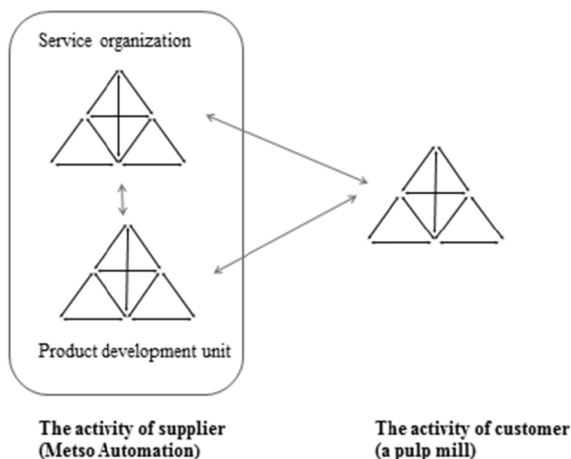 Service organization
Product development unit
The activity of supplier
(Metso Automation)
The activity of customer
(a pulp mill)